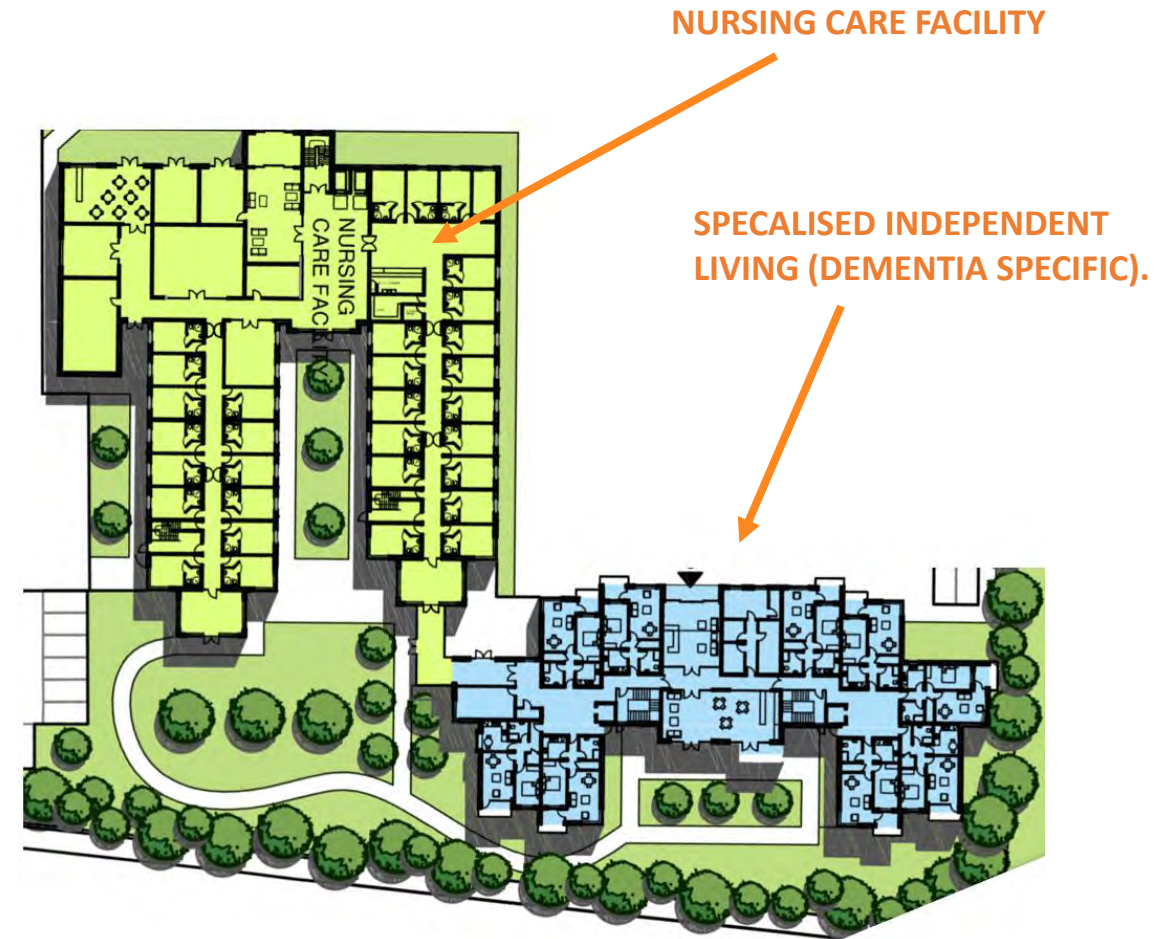 NURSING CARE FACILITY
SPECALISED INDEPENDENT
LIVING (DEMENTIA SPECIFIC).
NURSING
CARE FACILITY